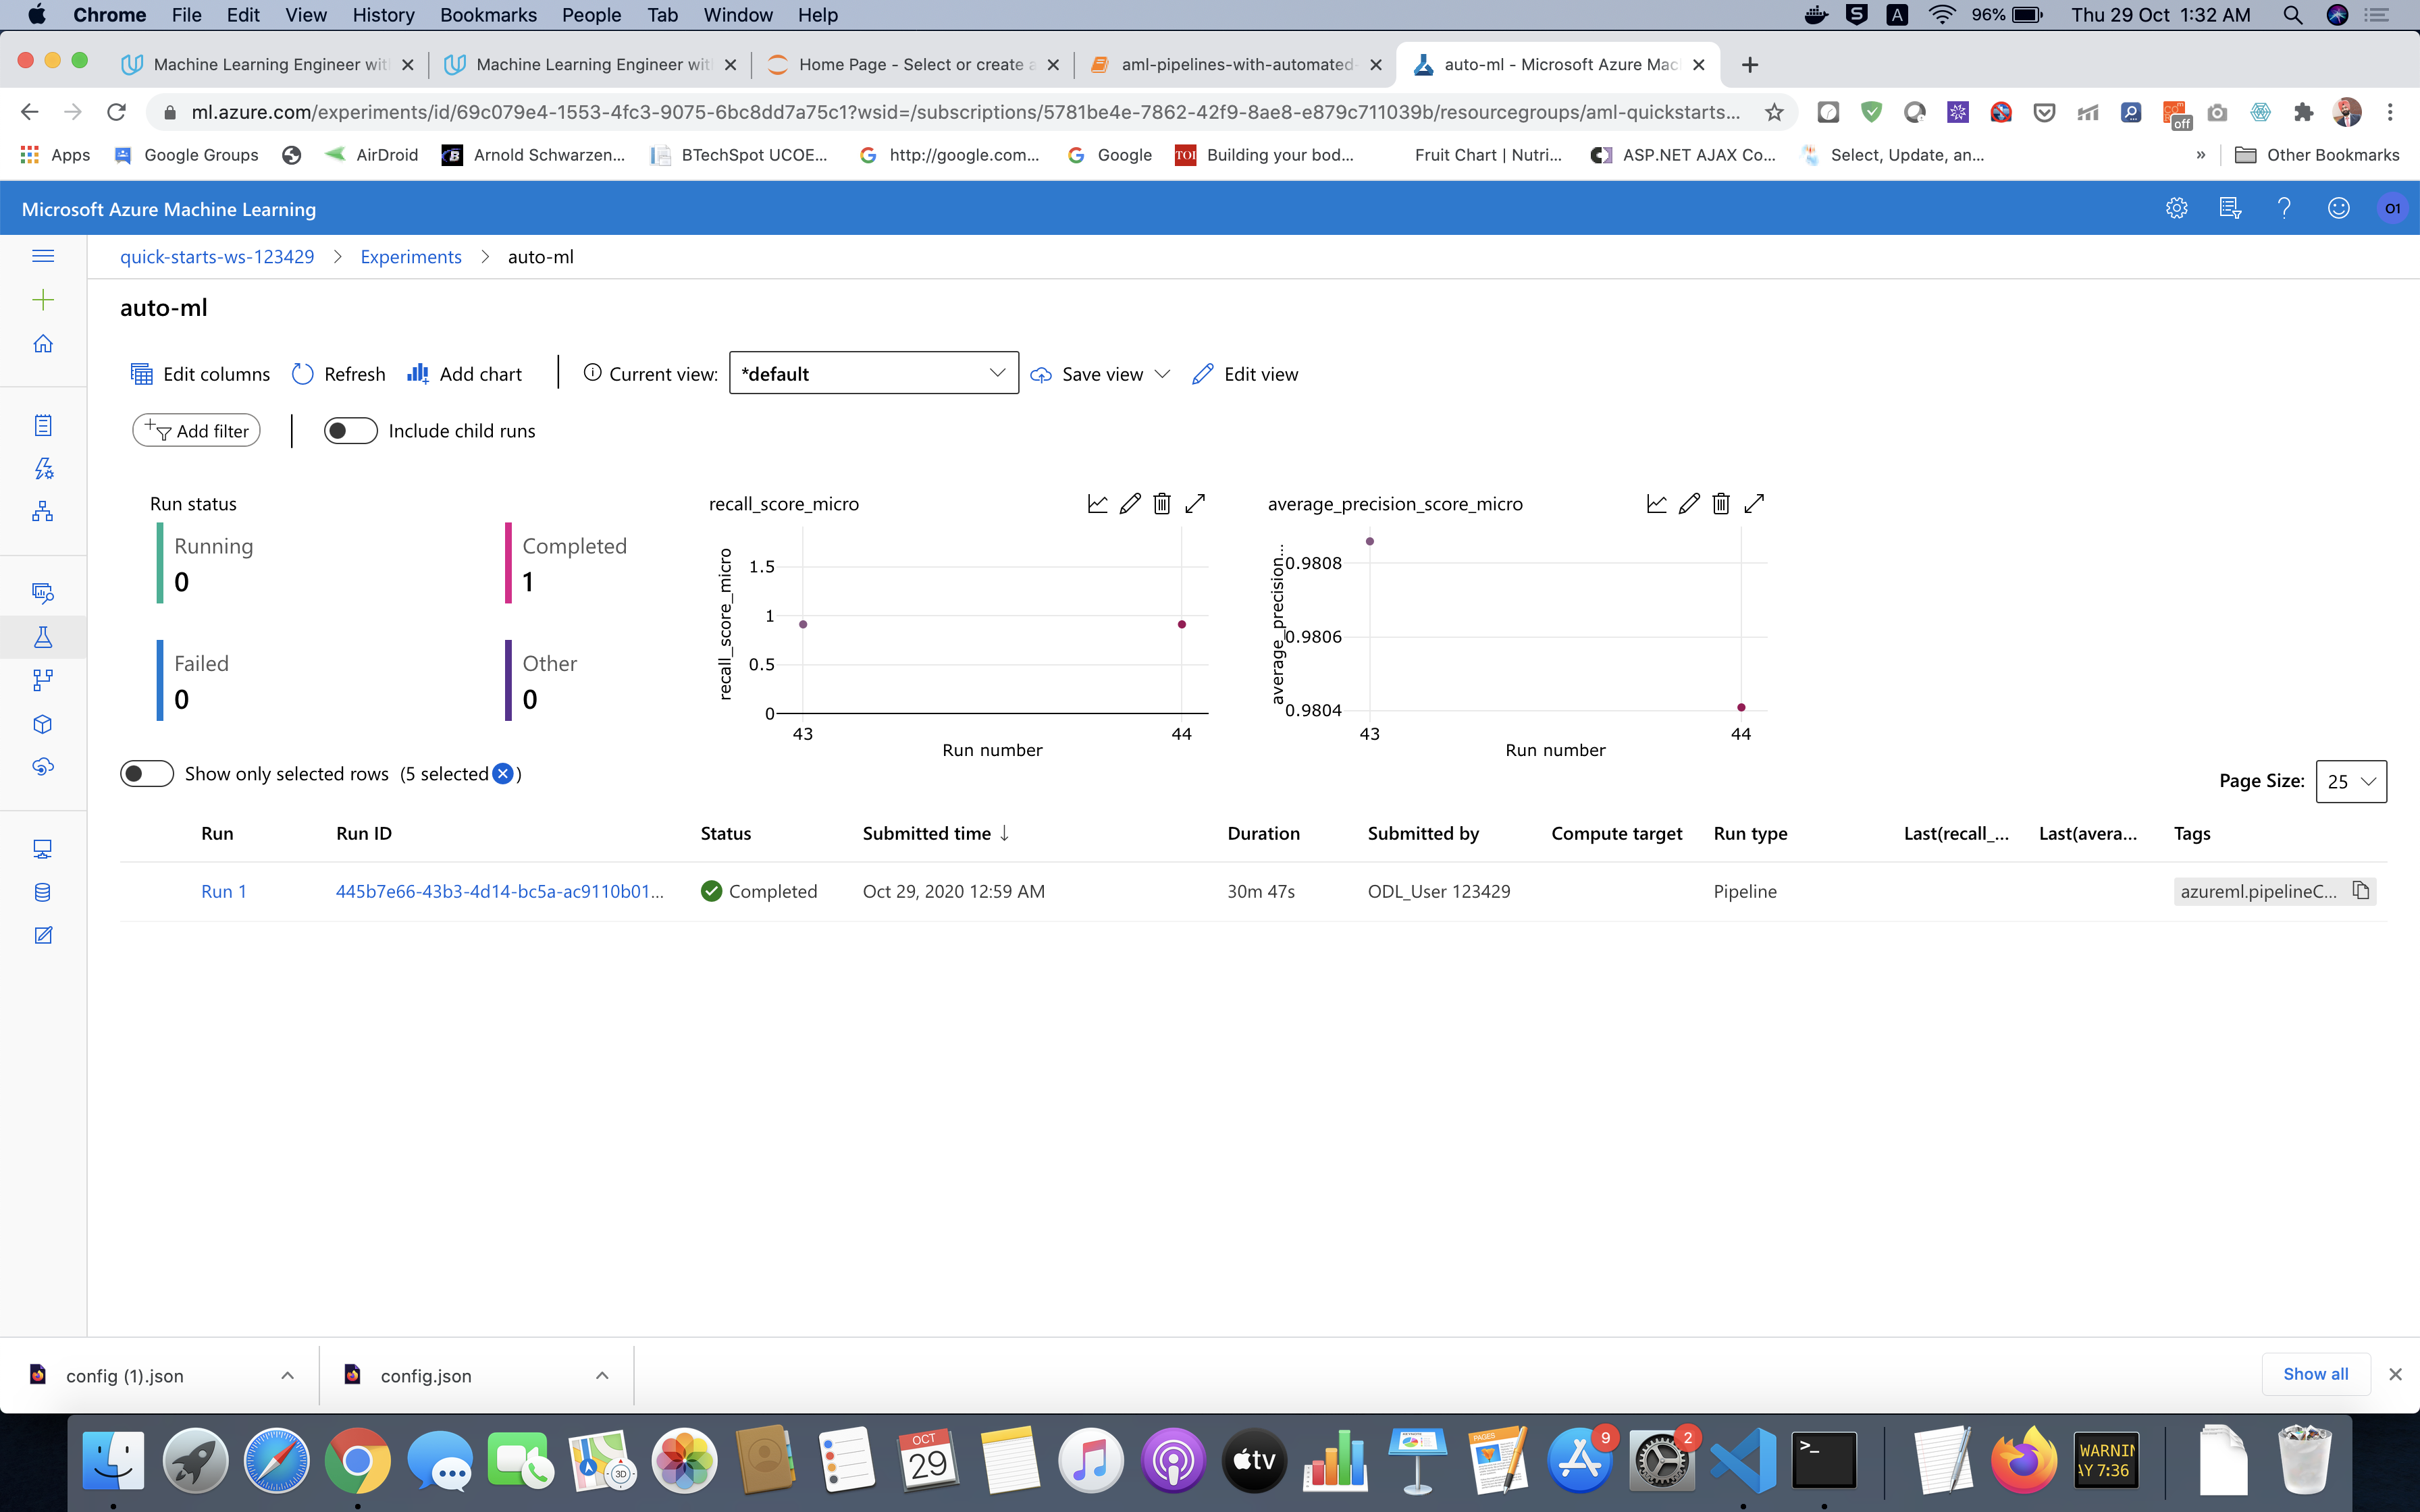 Chrome File Edit View History Bookmarks People Tab Window Help
S A 96% Thu 29 Oct 1:32 AM
Machine Learning Engineer wit
Machine Learning Engineer wit
Home Page - Select or create a
aml-pipelines-with-automated-
auto-ml - Microsoft Azure Mac
ml.azure.com/experiments/id/69c079e4-1553-4fc3-9075-6bc8dd7a75c1?wsid=/subscriptions/5781be4e-7862-42f9-8ae8-e879c711039b/resourcegroups/aml-quickstarts...
off
Apps Google Groups AirDroid Arnold Schwarzen... BTechSpot UCOE... http://google.com... Google TOI Building your bod... Fruit Chart | Nutri... ASP.NET AJAX Co... Select, Update, an... » Other Bookmarks
Microsoft Azure Machine Learning
O1
quick-starts-ws-123429 > Experiments > auto-ml
auto-ml
Edit columns Refresh Add chart Current view: *default Save view Edit view
Add filter Include child runs
Run status
Running
0
Completed
1
Failed
0
Other
0
recall_score_micro
recall_score_micro
1.5
1
0.5
0
43 44
Run number
average_precision_score_micro
average_precision...
0.9808
0.9806
0.9804
43 44
Run number
Show only selected rows (5 selected )
Page Size: 25
Run Run ID Status Submitted time ↓ Duration Submitted by Compute target Run type Last(recall_... Last(avera... Tags
Run 1 445b7e66-43b3-4d14-bc5a-ac9110b01... Completed Oct 29, 2020 12:59 AM 30m 47s ODL_User 123429 Pipeline azureml.pipelineC...
config (1).json
config.json
Show all
3D
OCT
29
tv
PAGES
9
2
>_
WARNIN
AY 7:36